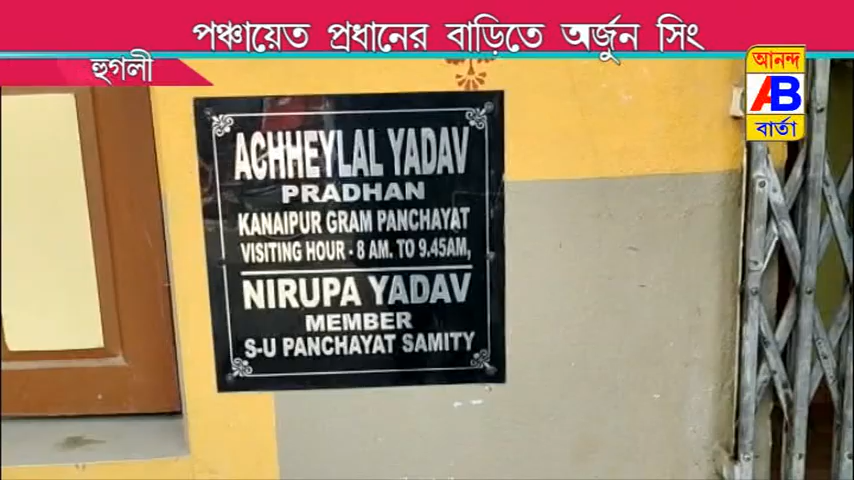 পঞ্চায়েত প্রধানের বাড়িতে অর্জুন সিং
হুগলী
আনন্দ
AB
বার্তা
ACHHEYLAL YADAV
PRADHAN
KANAIPUR GRAM PANCHAYAT
VISITING HOUR - 8 AM. TO 9.45AM,
NIRUPA YADAV
MEMBER
S-U PANCHAYAT SAMITY